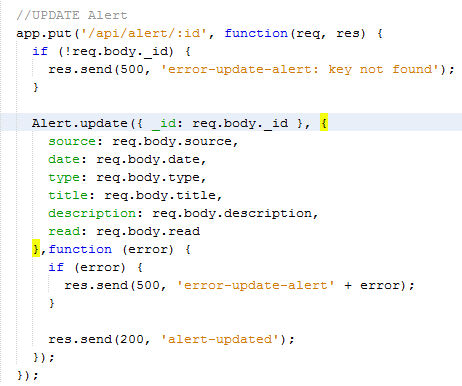 //UPDATE Alert
app.put('/api/alert/:id', function(req, res) {
  if (!req.body._id) {
    res.send(500, 'error-update-alert: key not found');
  }

  Alert.update({ _id: req.body._id }, {
    source: req.body.source,
    date: req.body.date,
    type: req.body.type,
    title: req.body.title,
    description: req.body.description,
    read: req.body.read
  },function (error) {
    if (error) {
      res.send(500, 'error-update-alert' + error);
    }

    res.send(200, 'alert-updated');
  });
});